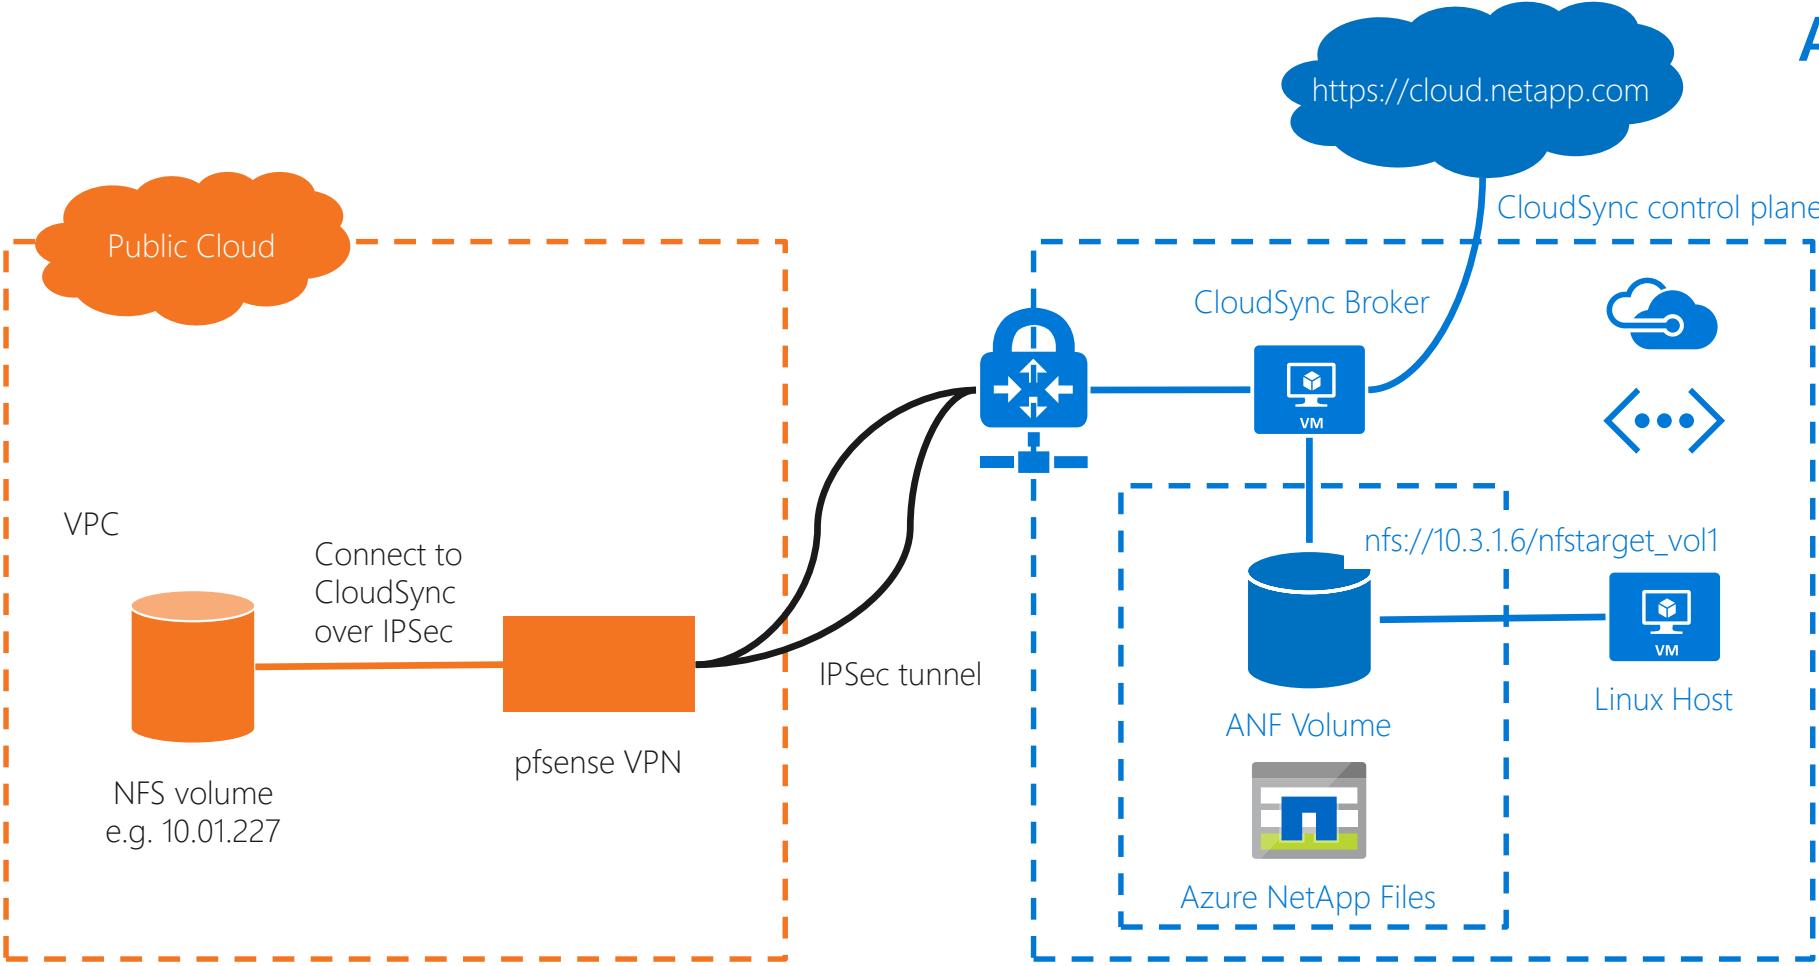 A
https://cloud.netapp.com
CloudSync control plane
Public Cloud
CloudSync Broker
VM
VPC
Connect to
CloudSync
over IPSec
nfs://10.3.1.6/nfstarget_vol1
VM
IPSec tunnel
Linux Host
ANF Volume
pfsense VPN
NFS volume
e.g. 10.01.227
Azure NetApp Files